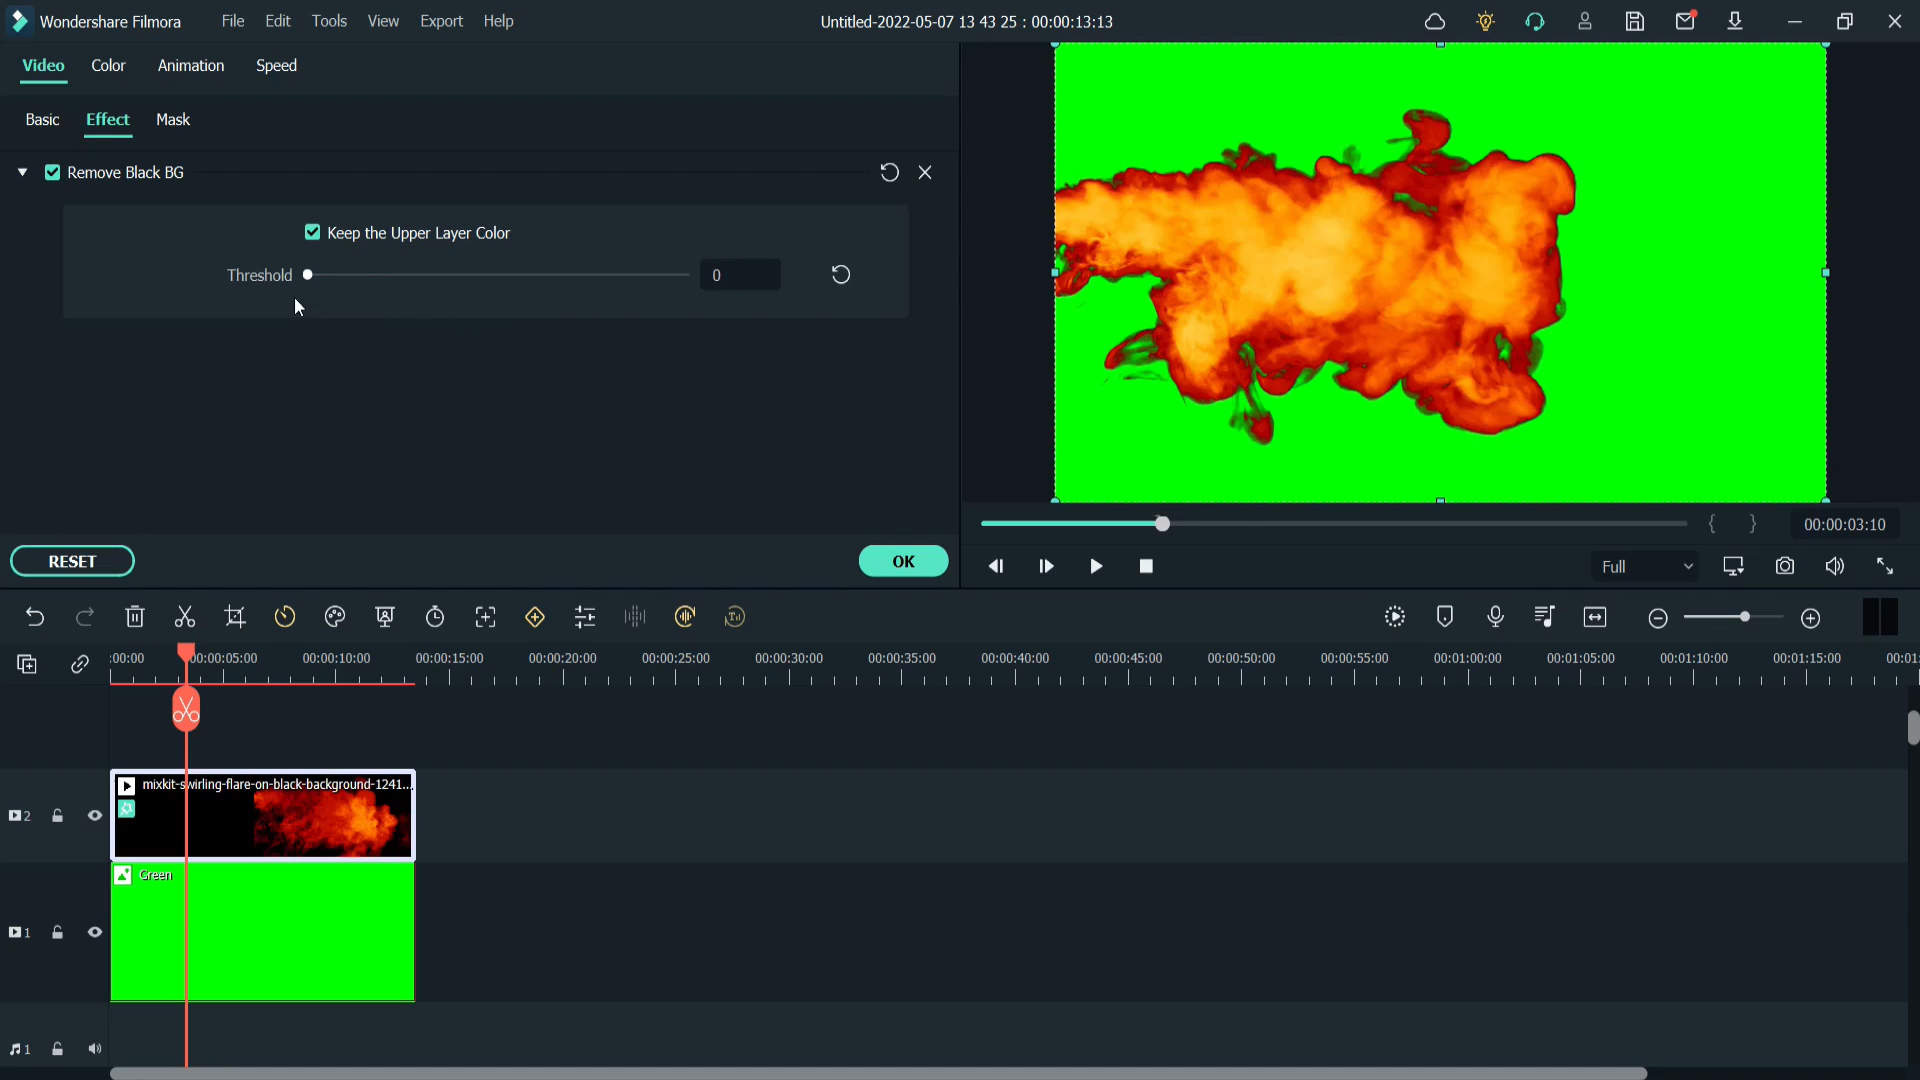 Wondershare Filmora File Edit Tools View Export Help Untitled-2022-05-07 13 43 25 : 00:00:13:13
Video Color Animation Speed
Basic Effect Mask
Remove Black BG
Keep the Upper Layer Color
Threshold 0
00:00:03:10
RESET OK
Full
:00:00 00:00:05:00 00:00:10:00 00:00:15:00 00:00:20:00 00:00:25:00 00:00:30:00 00:00:35:00 00:00:40:00 00:00:45:00 00:00:50:00 00:00:55:00 00:01:00:00 00:01:05:00 00:01:10:00 00:01:15:00 00:01:
mixkit-swirling-flare-on-black-background-1241...
2
Green
1
1